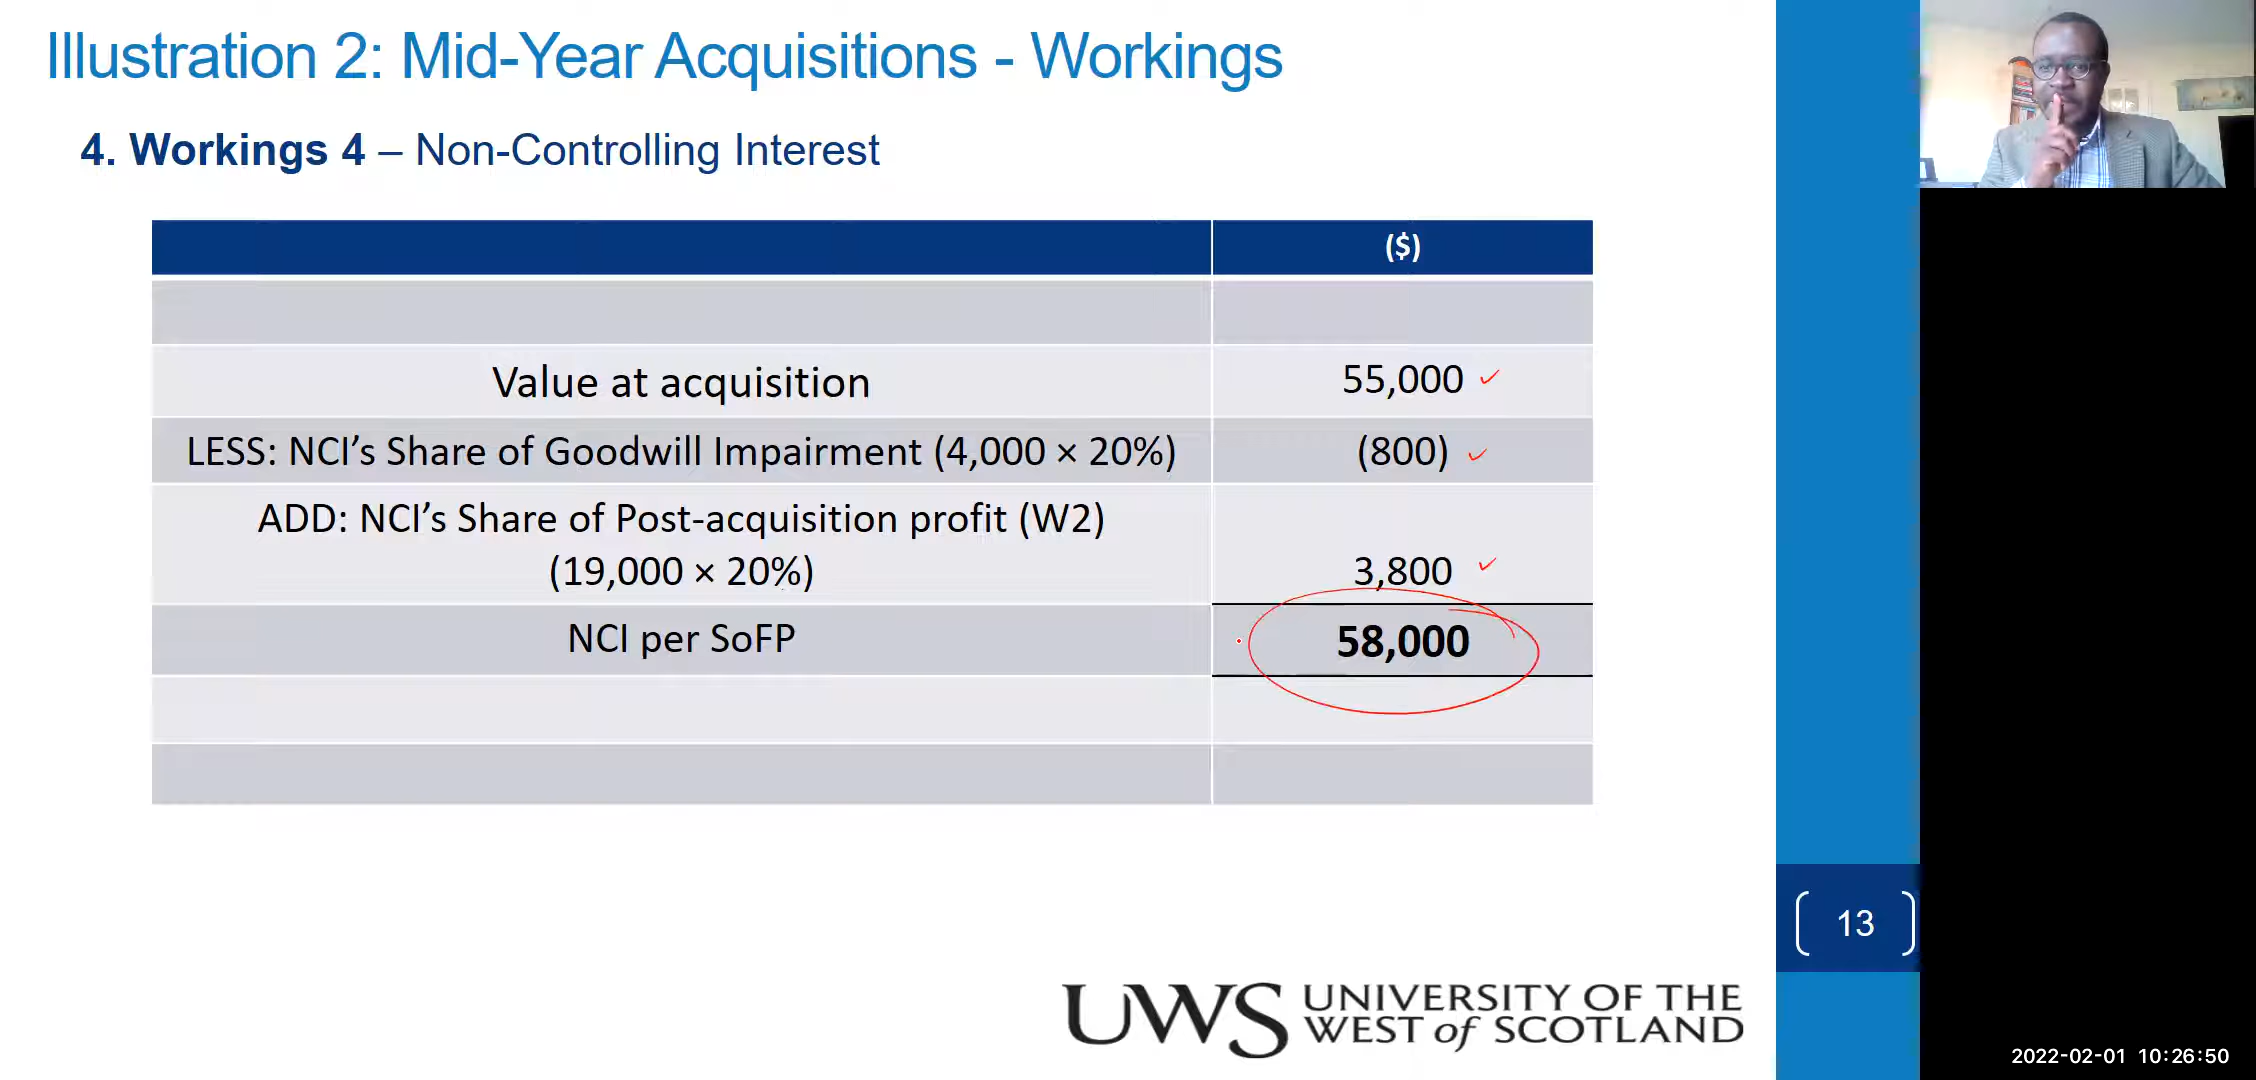 Illustration 2: Mid-Year Acquisitions - Workings
4. Workings 4 – Non-Controlling Interest
($)
Value at acquisition 55,000
LESS: NCI’s Share of Goodwill Impairment (4,000 × 20%) (800)
ADD: NCI’s Share of Post-acquisition profit (W2)
(19,000 × 20%) 3,800
NCI per SoFP 58,000
13
UWS UNIVERSITY OF THE
WEST of SCOTLAND
2022-02-01 10:26:50